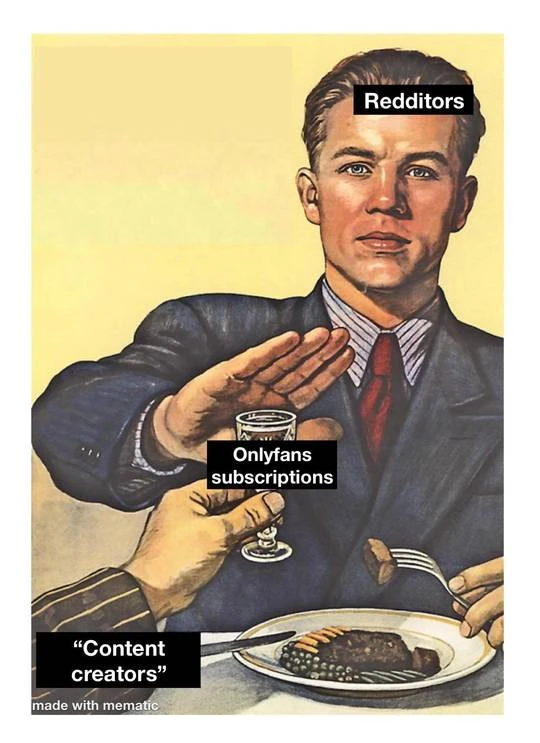 Redditors
Onlyfans
subscriptions
“Content
creators”
made with mematic